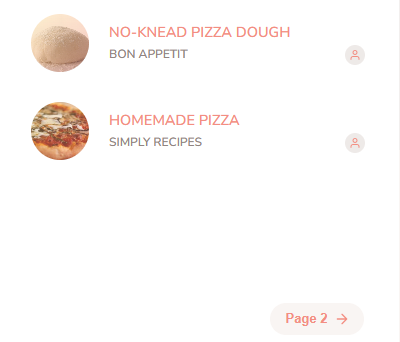 NO-KNEAD PIZZA DOUGH
BON APPETIT
HOMEMADE PIZZA
SIMPLY RECIPES
Page 2